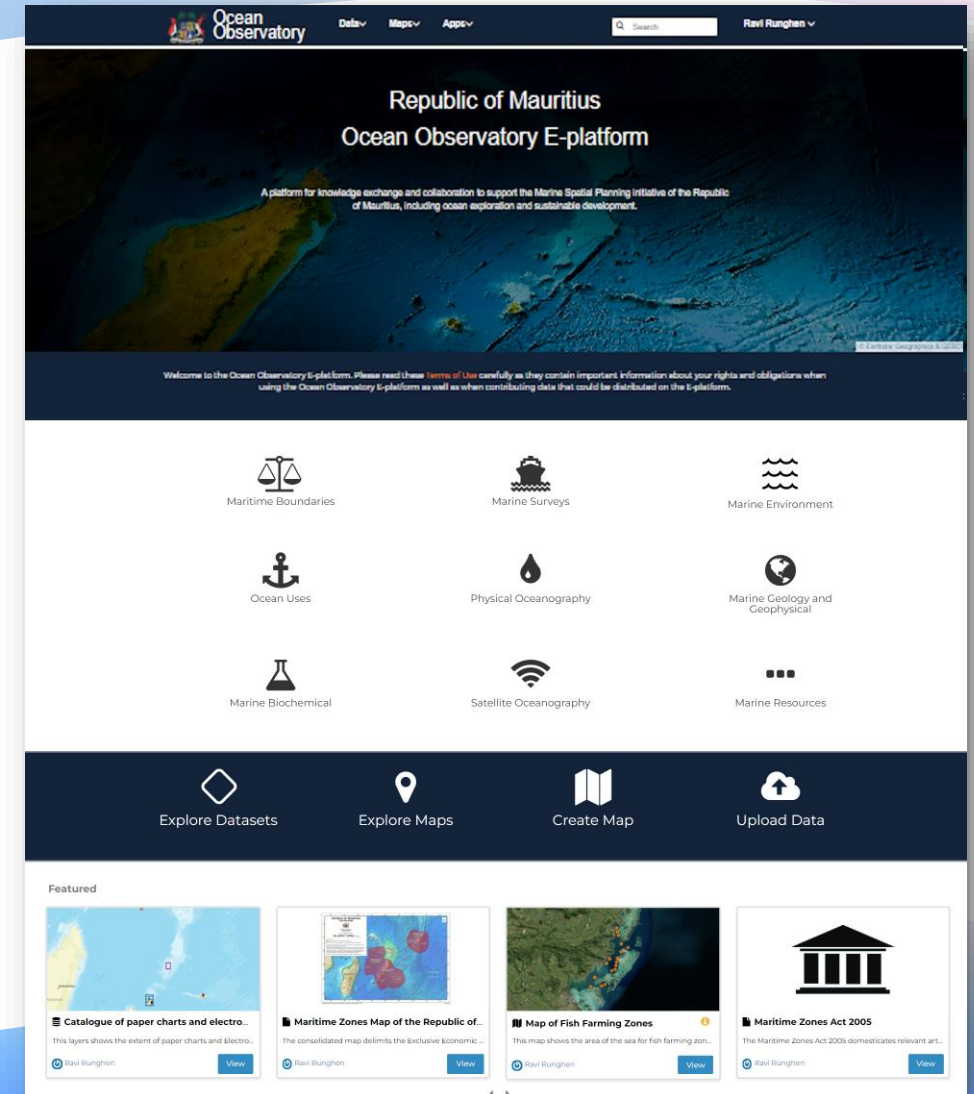 Ocean
Observatory
Data
Maps
Apps
Search
Ravi Runghen
Republic of Mauritius
Ocean Observatory E-platform
A platform for knowledge exchange and collaboration to support the Marine Spatial Planning initiative of the Republic
of Mauritius, including ocean exploration and sustainable development.
© Earthstar Geographics &
Welcome to the Ocean Observatory E-platform. Please read these Terms of Use carefully as they contain important information about your rights and obligations when
using the Ocean Observatory E-platform as well as when contributing data that could be distributed on the E-platform.
Maritime Boundaries
Marine Surveys
Marine Environment
Ocean Uses
Physical Oceanography
Marine Geology and
Geophysical
Marine Biochemical
Satellite Oceanography
Marine Resources
Explore Datasets
Explore Maps
Create Map
Upload Data
Featured
Catalogue of paper charts and electro...
This layers shows the extent of paper charts and Electro...
Ravi Runghen
View
Maritime Zones Map of the Republic of...
The consolidated map delimits the Exclusive Economic ...
Ravi Runghen
View
Map of Fish Farming Zones
This map shows the area of the sea for fish farming zon...
Ravi Runghen
View
Maritime Zones Act 2005
The Maritime Zones Act 2005 domesticates relevant art...
Ravi Runghen
View